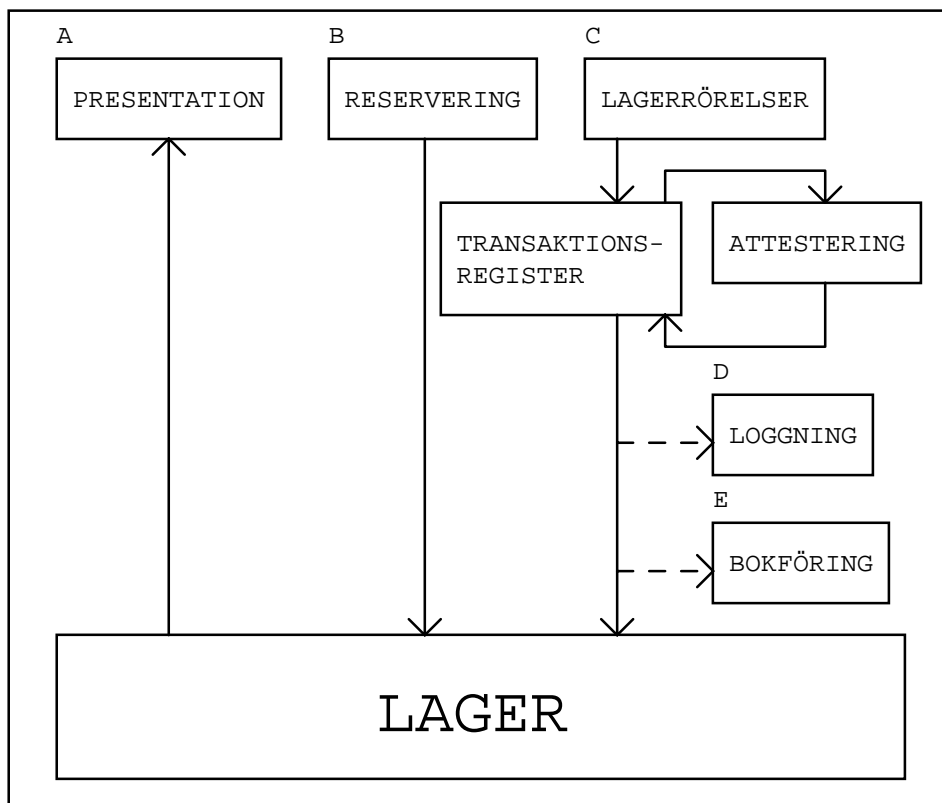 A
PRESENTATION
B
RESERVERING
C
LAGERRÖRELSER
TRANSAKTIONS-
REGISTER
ATTESTERING
D
LOGGNING
E
BOKFÖRING
LAGER